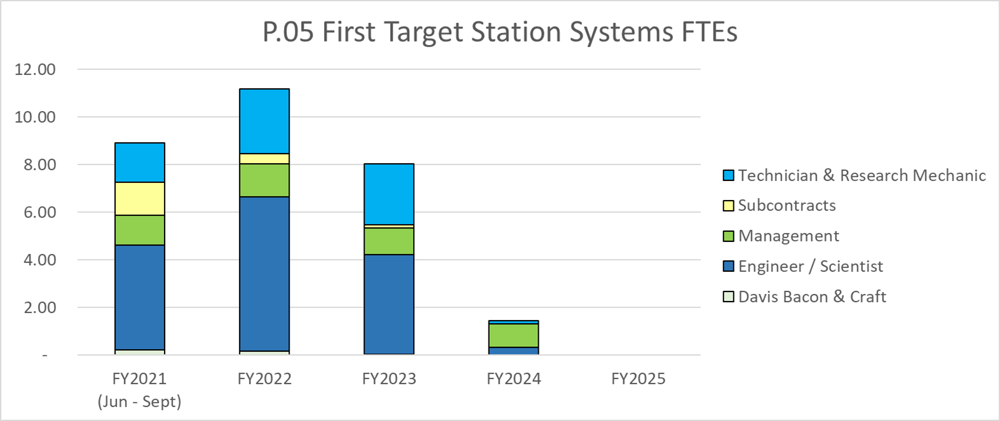 P.05 First Target Station Systems FTEs
12.00
10.00
8.00
6.00
4.00
2.00
-
FY2021
(Jun - Sept)
FY2022
FY2023
FY2024
FY2025
Technician & Research Mechanic
Subcontracts
Management
Engineer / Scientist
Davis Bacon & Craft